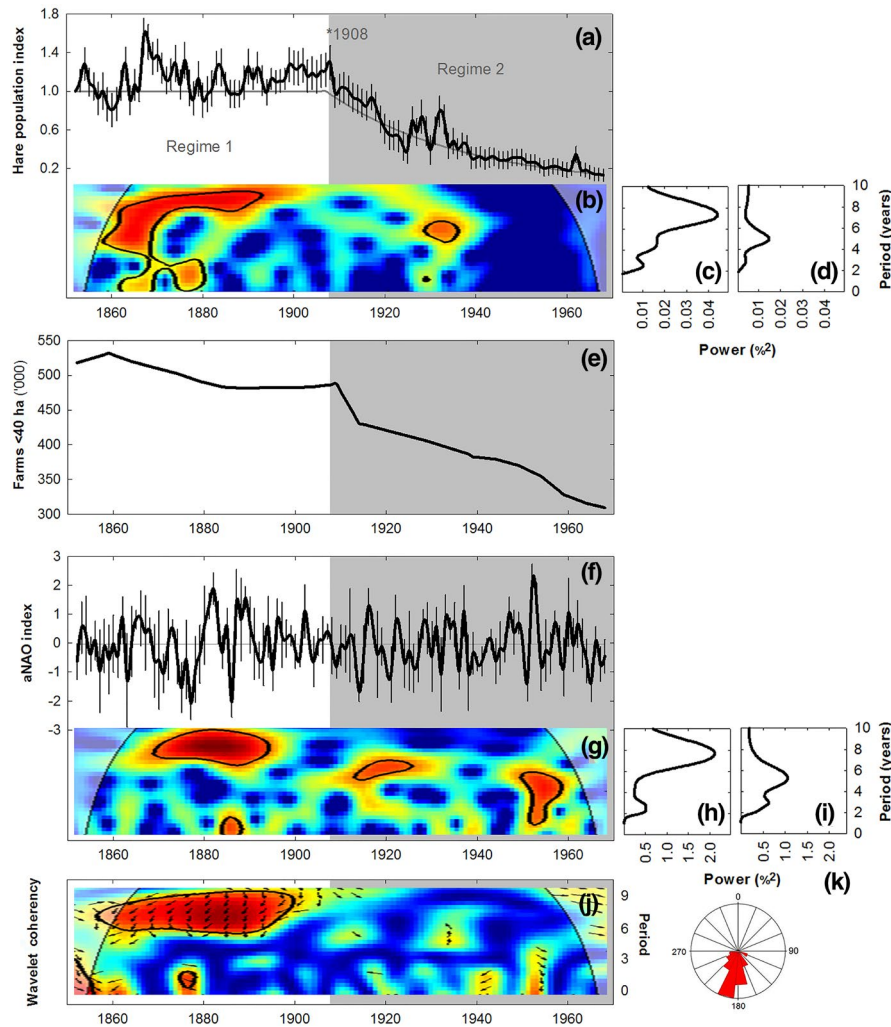 Hare population index
1.8
1.4
1.0
0.6
0.2
*1908
(a)
Regime 2
Regime 1
(b)
1860 1880 1900 1920 1940 1960
(c)
0.01 0.02 0.03 0.04
(d)
0.01 0.02 0.03 0.04
10
8
6
4
2
0
Period (years)
Power (%²)
Farms <40 ha ('000)
550
500
450
400
350
300
(e)
1860 1880 1900 1920 1940 1960
aNAO index
3
2
1
0
-1
-2
-3
(f)
(g)
1860 1880 1900 1920 1940 1960
(h)
0.5 1.0 1.5 2.0
(i)
0.5 1.0 1.5 2.0
10
8
6
4
2
0
Period (years)
Power (%²)
Wavelet coherency
(j)
9
6
3
0
Period
1860 1880 1900 1920 1940 1960
(k)
0
270 90
180